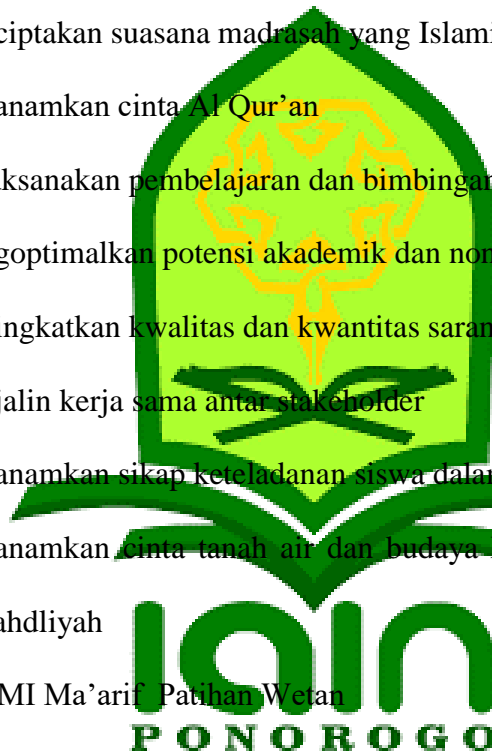 ciptakan suasana madrasah yang Islami
anamkan cinta Al Qur'an
ksanakan pembelajaran dan bimbingan
goptimalkan potensi akademik dan non
ingkatkan kwalitas dan kwantitas saran
jalin kerja sama antar stakeholder
anamkan sikap keteladanan siswa dalam
anamkan cinta tanah air dan budaya
ahdliyah
MI Ma'arif Patihan Wetan
iain
PONOROGO